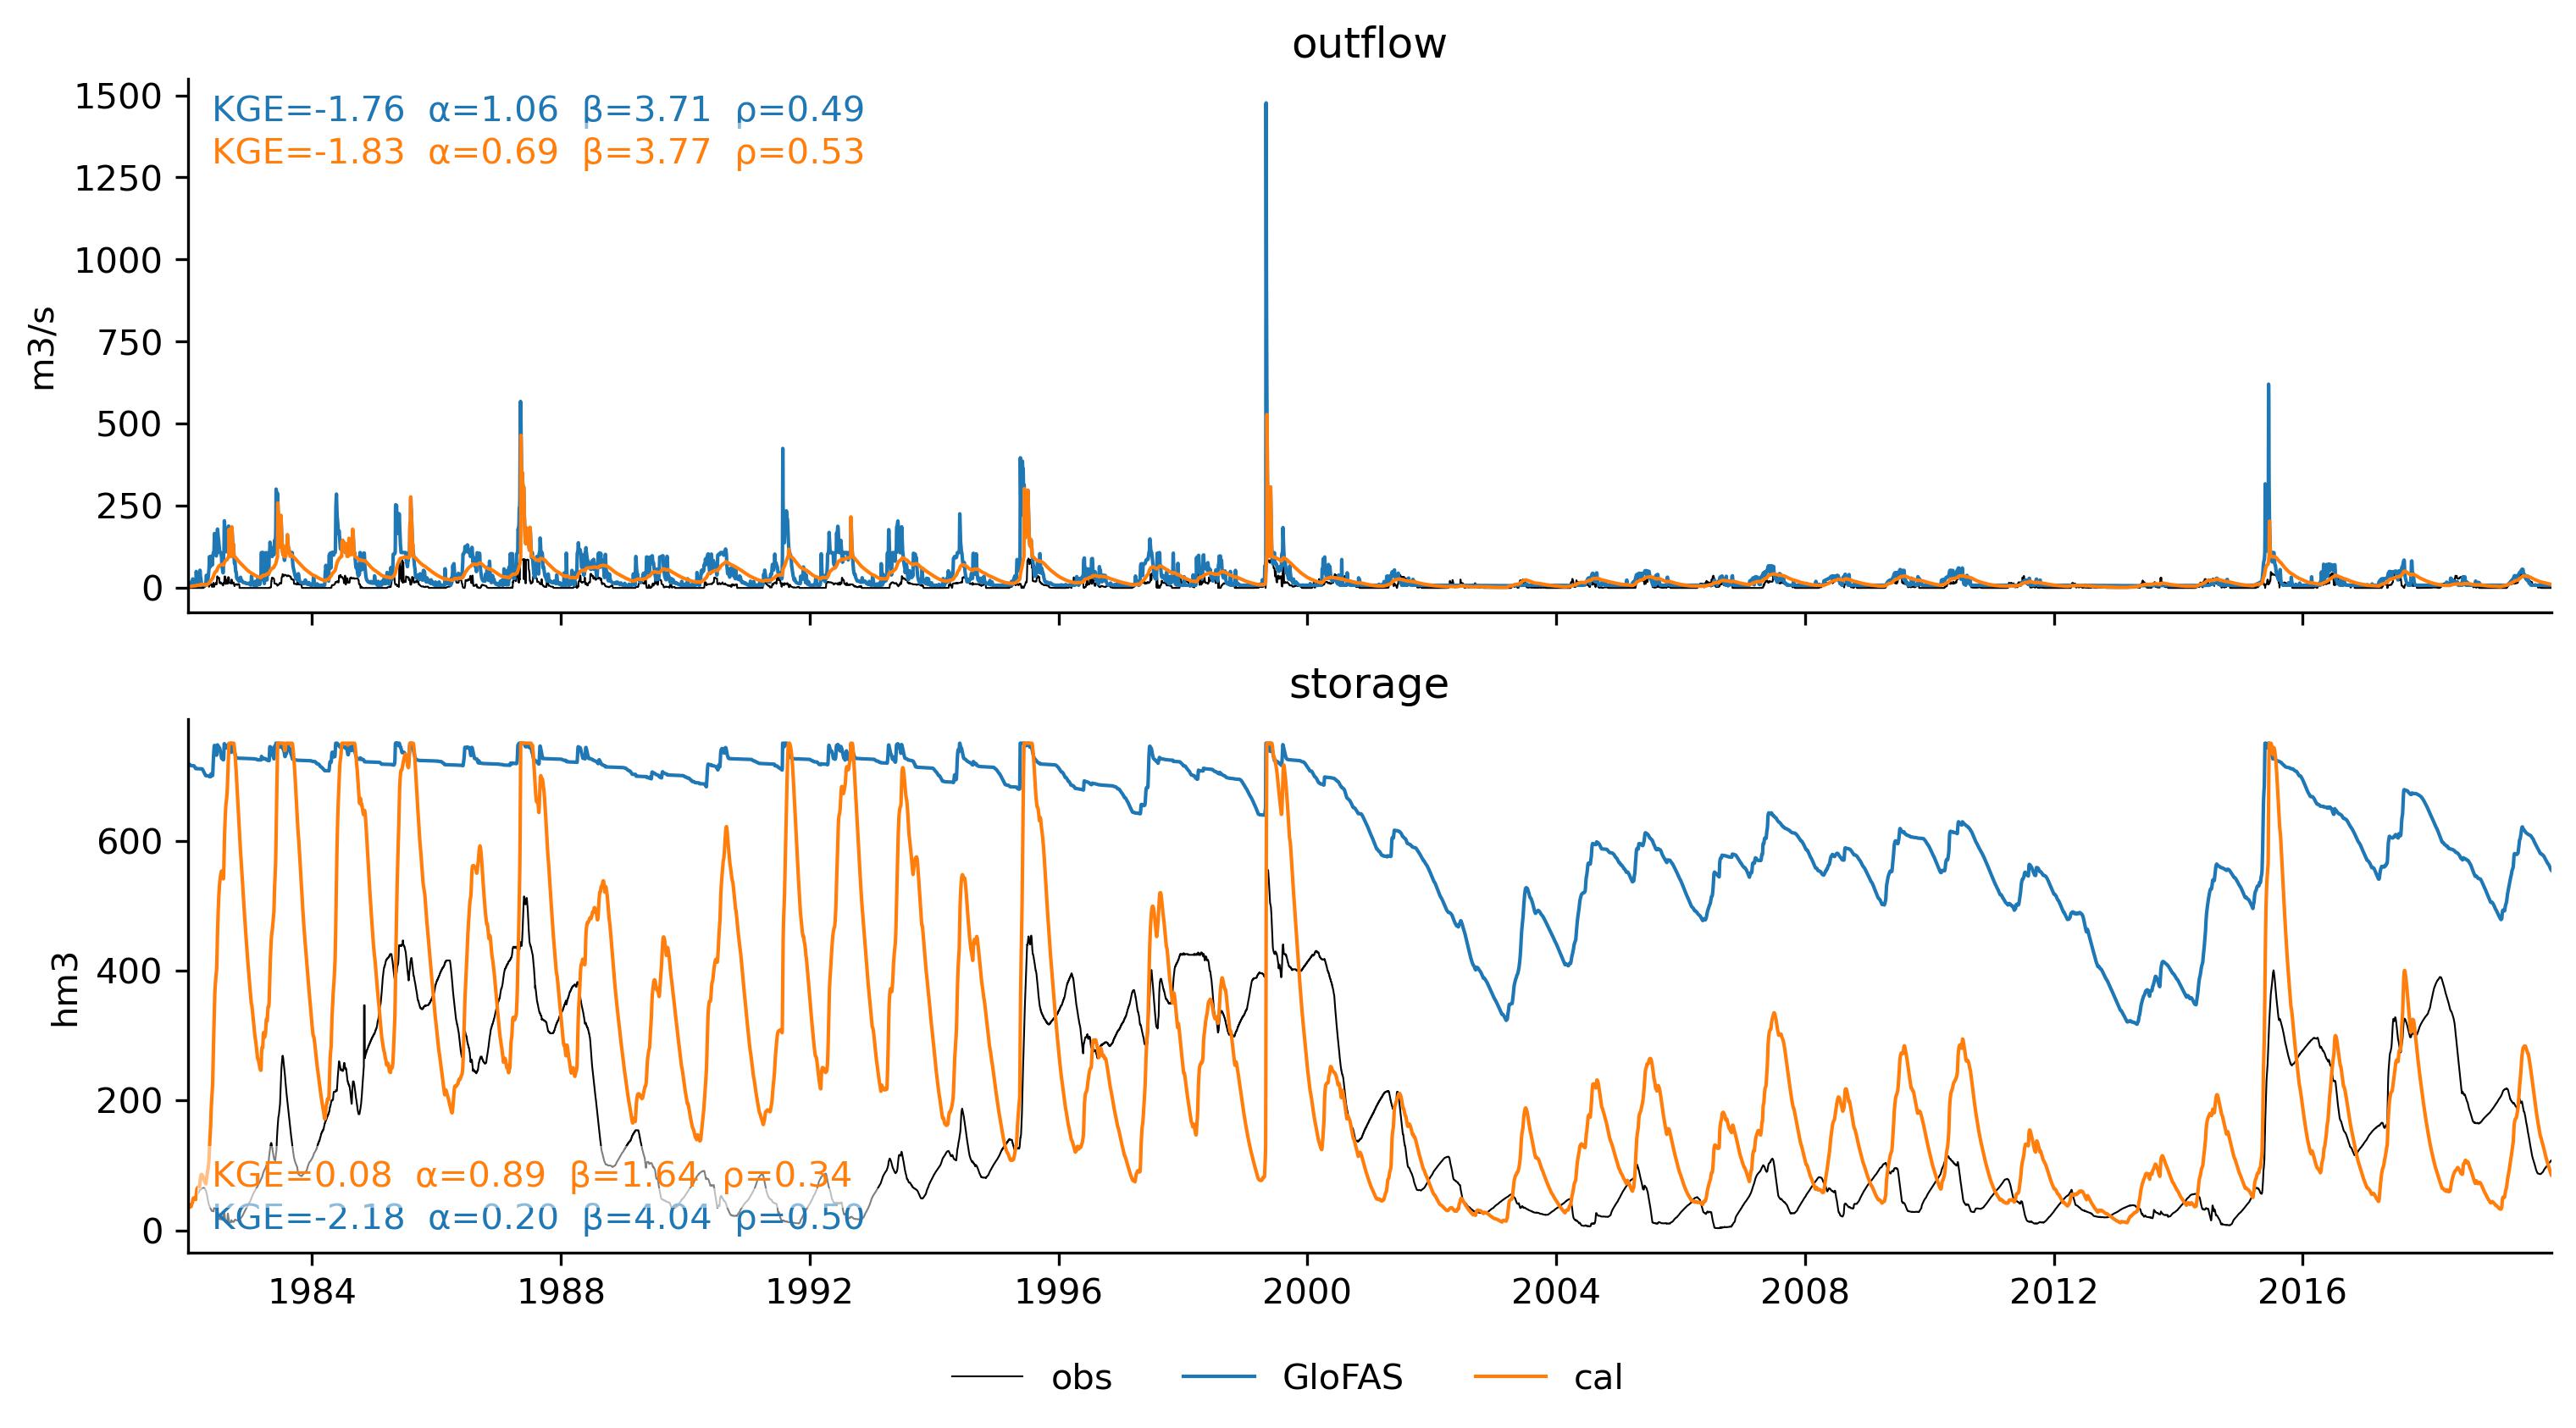 outflow
1500
1250
1000
750
500
250
0
m3/s
KGE=-1.76 α=1.06 β=3.71 ρ=0.49
KGE=-1.83 α=0.69 β=3.77 ρ=0.53
storage
600
400
200
0
hm3
KGE=0.08 α=0.89 β=1.64 ρ=0.34
KGE=-2.18 α=0.20 β=4.04 ρ=0.50
1984 1988 1992 1996 2000 2004 2008 2012 2016
obs GloFAS cal